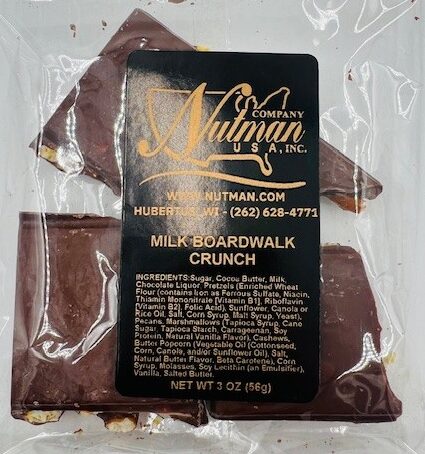 COMPANY
Nutman
USA, INC.
WWW.NUTMAN.COM
HUBERTUS, WI - (262) 628-4771
MILK BOARDWALK
CRUNCH
INGREDIENTS: Sugar, Cocoa Butter, Milk,
Chocolate Liquor, Pretzels (Enriched Wheat
Flour (contains Iron as Ferrous Sulfate, Niacin,
Thiamin Mononitrate [Vitamin B1], Riboflavin
[Vitamin B2], Folic Acid), Sunflower, Canola or
Rice Oil, Salt, Corn Syrup, Malt Syrup, Yeast),
Pecans, Marshmallows (Tapioca Syrup, Cane
Sugar, Tapioca Starch, Carrageenan, Soy
Protein, Natural Vanilla Flavor), Cashews,
Butter Popcorn (Vegetable Oil (Cottonseed,
Corn, Canola, and/or Sunflower Oil), Salt,
Natural Butter Flavor, Beta Carotene), Corn
Syrup, Molasses, Soy Lecithin (an Emulsifier),
Vanilla, Salted Butter.
NET WT 3 OZ (56g)